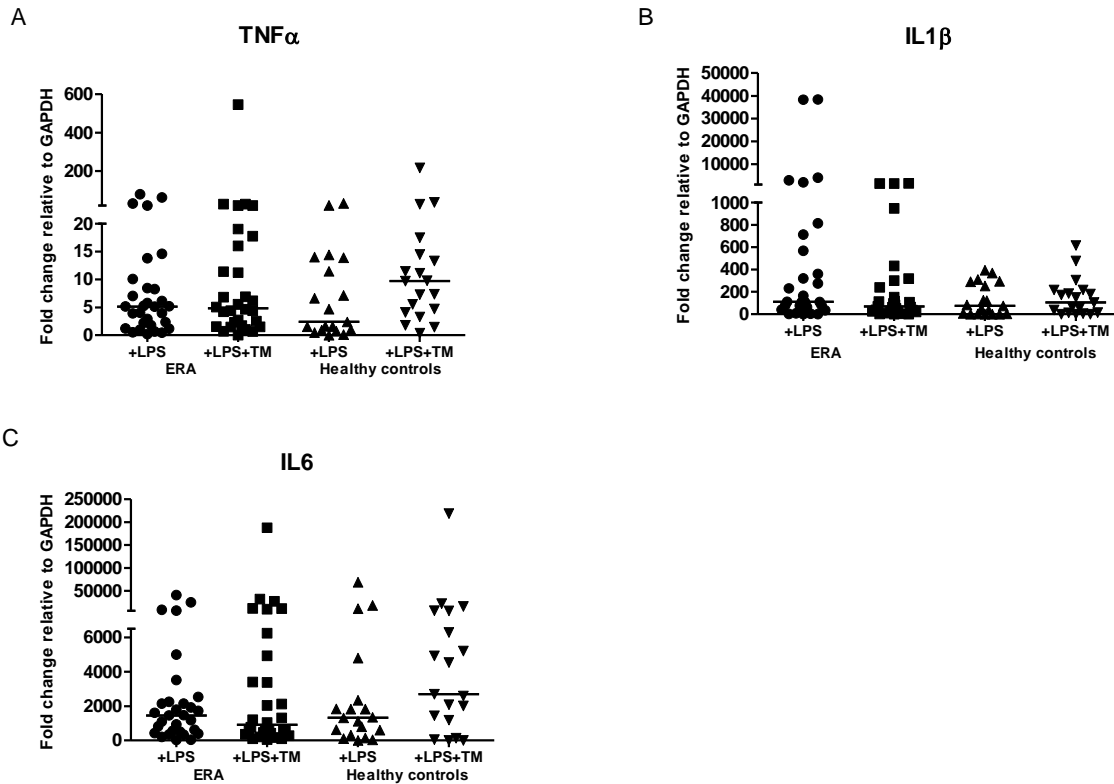 A
TNFα
Fold change relative to GAPDH
600
400
200
20
15
10
5
0
+LPS +LPS+TM +LPS +LPS+TM
ERA Healthy controls
B
IL1β
Fold change relative to GAPDH
50000
40000
30000
20000
10000
1000
800
600
400
200
0
+LPS +LPS+TM +LPS +LPS+TM
ERA Healthy controls
C
IL6
Fold change relative to GAPDH
250000
200000
150000
100000
50000
6000
4000
2000
0
+LPS +LPS+TM +LPS +LPS+TM
ERA Healthy controls